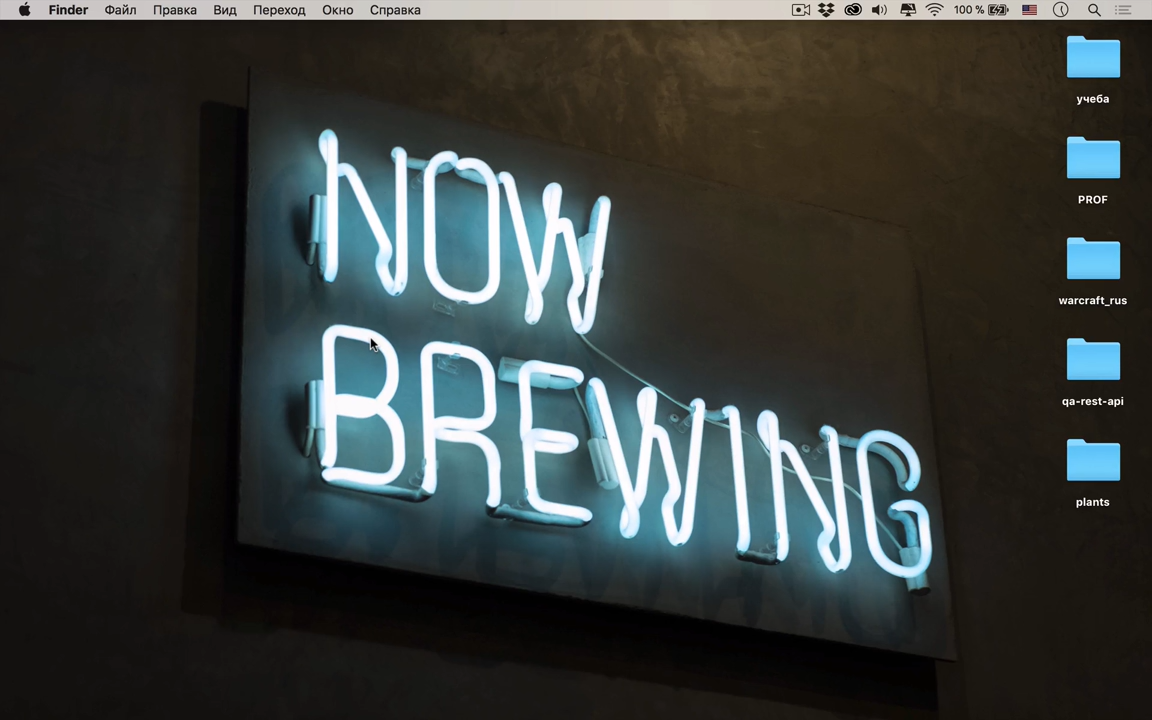 Finder Файл Правка Вид Переход Окно Справка 100 %
учеба
PROF
warcraft_rus
qa-rest-api
plants
NOW
BREWING